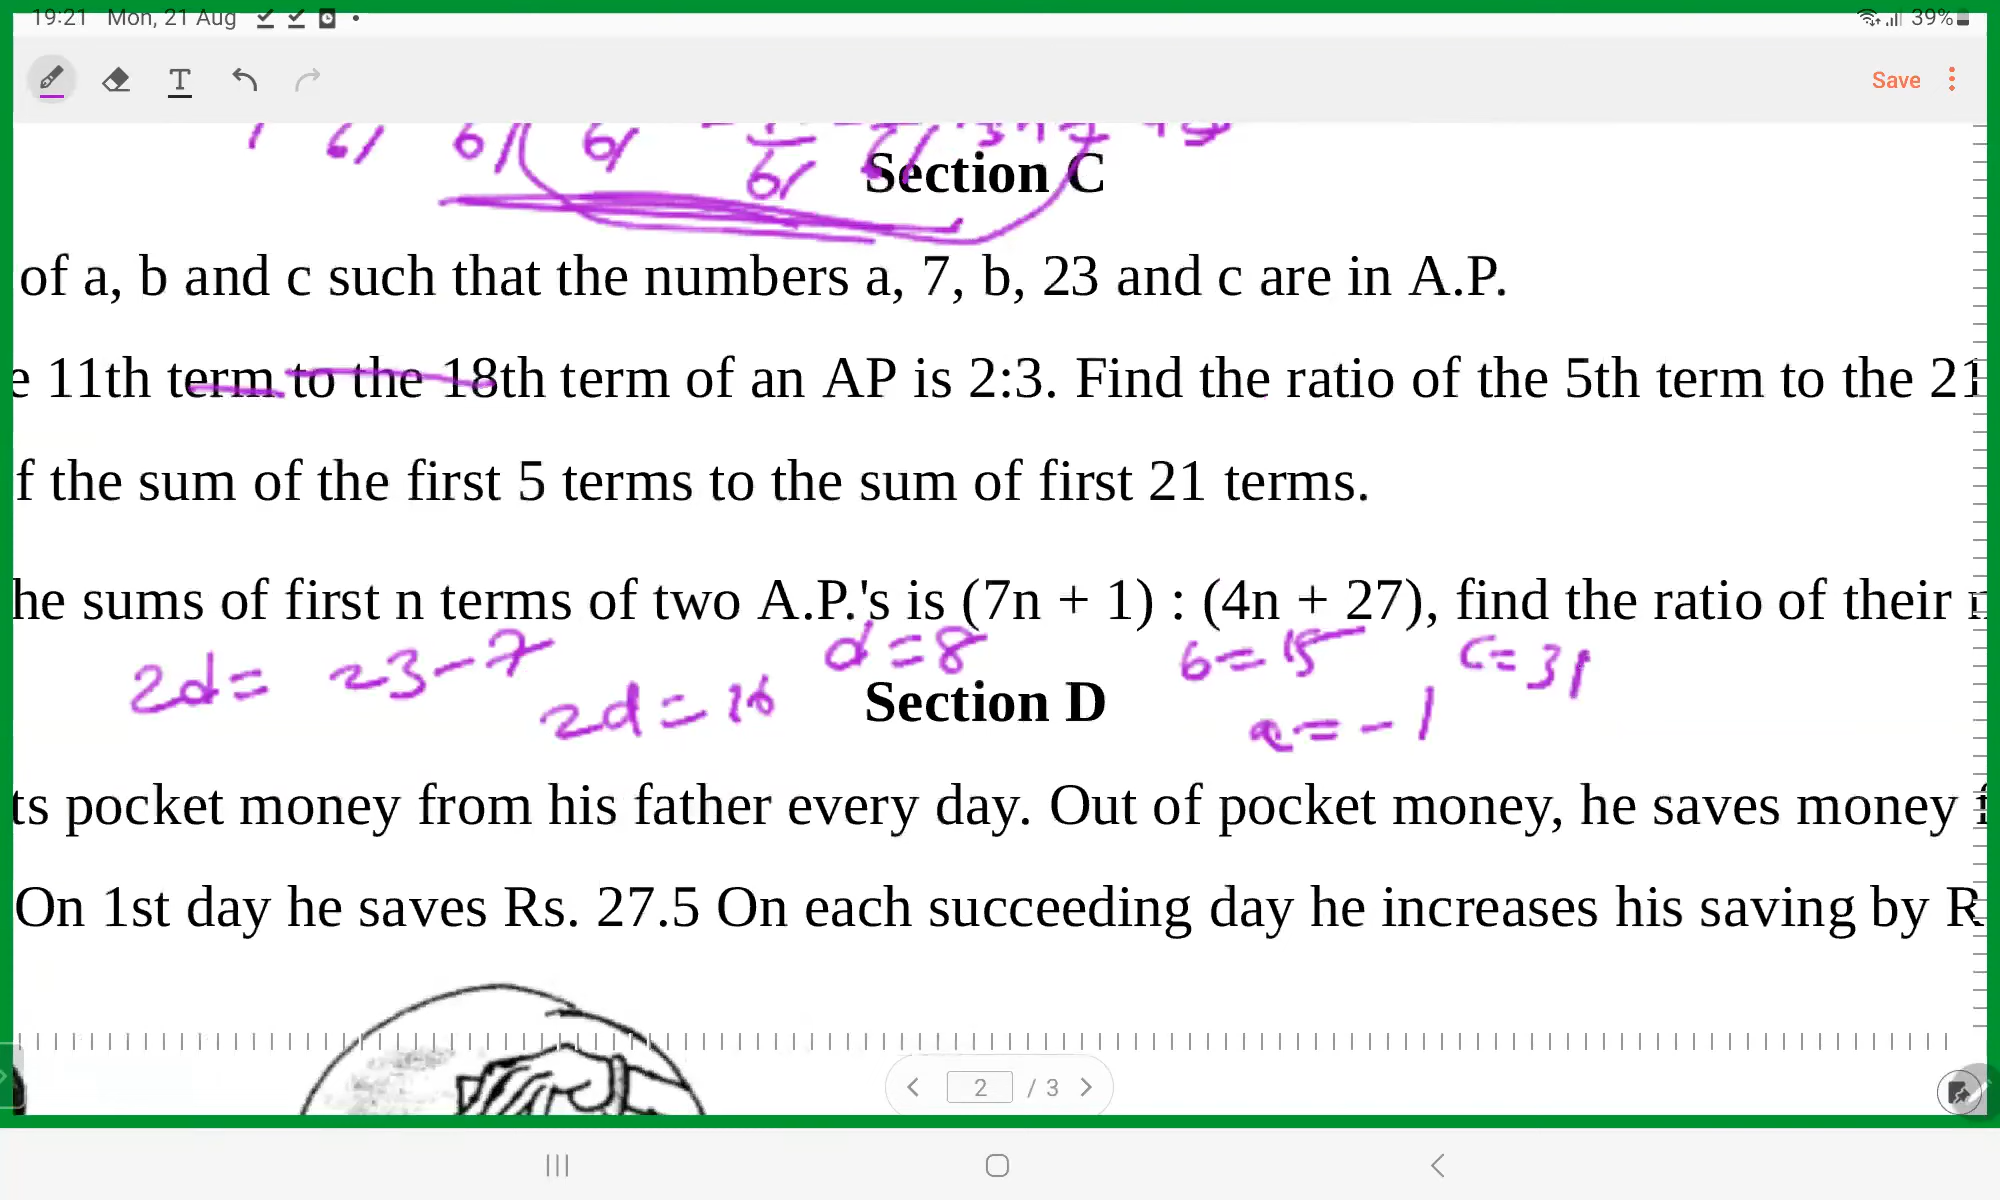 19:21 Mon, 21 Aug 39%
T Save
Section C
of a, b and c such that the numbers a, 7, b, 23 and c are in A.P.
e 11th term to the 18th term of an AP is 2:3. Find the ratio of the 5th term to the 21
f the sum of the first 5 terms to the sum of first 21 terms.
he sums of first n terms of two A.P.'s is (7n + 1) : (4n + 27), find the ratio of their
2d = 23-7 d=8 b=15 c=31
2d=16 a=-1
Section D
ts pocket money from his father every day. Out of pocket money, he saves money
On 1st day he saves Rs. 27.5 On each succeeding day he increases his saving by R
2 / 3